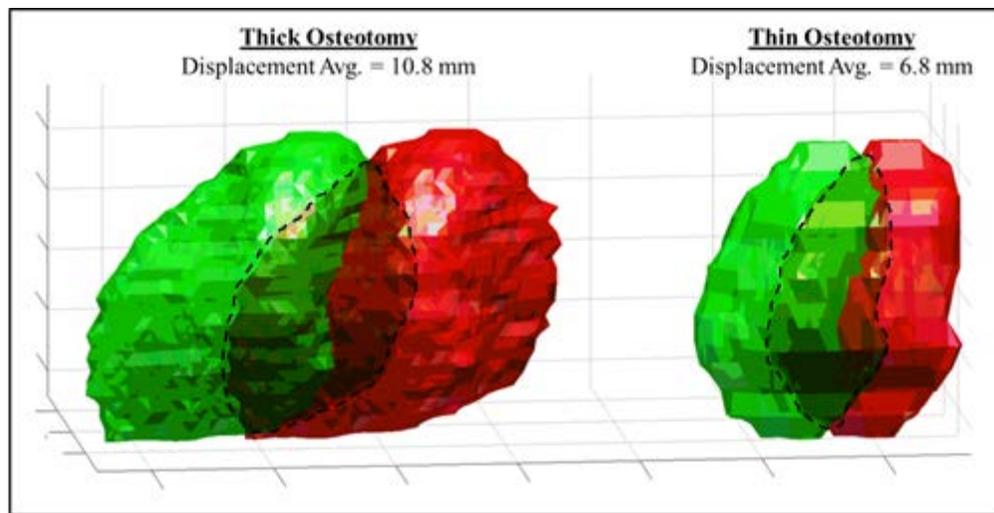 Thick Osteotomy
Displacement Avg. = 10.8 mm
Thin Osteotomy
Displacement Avg. = 6.8 mm